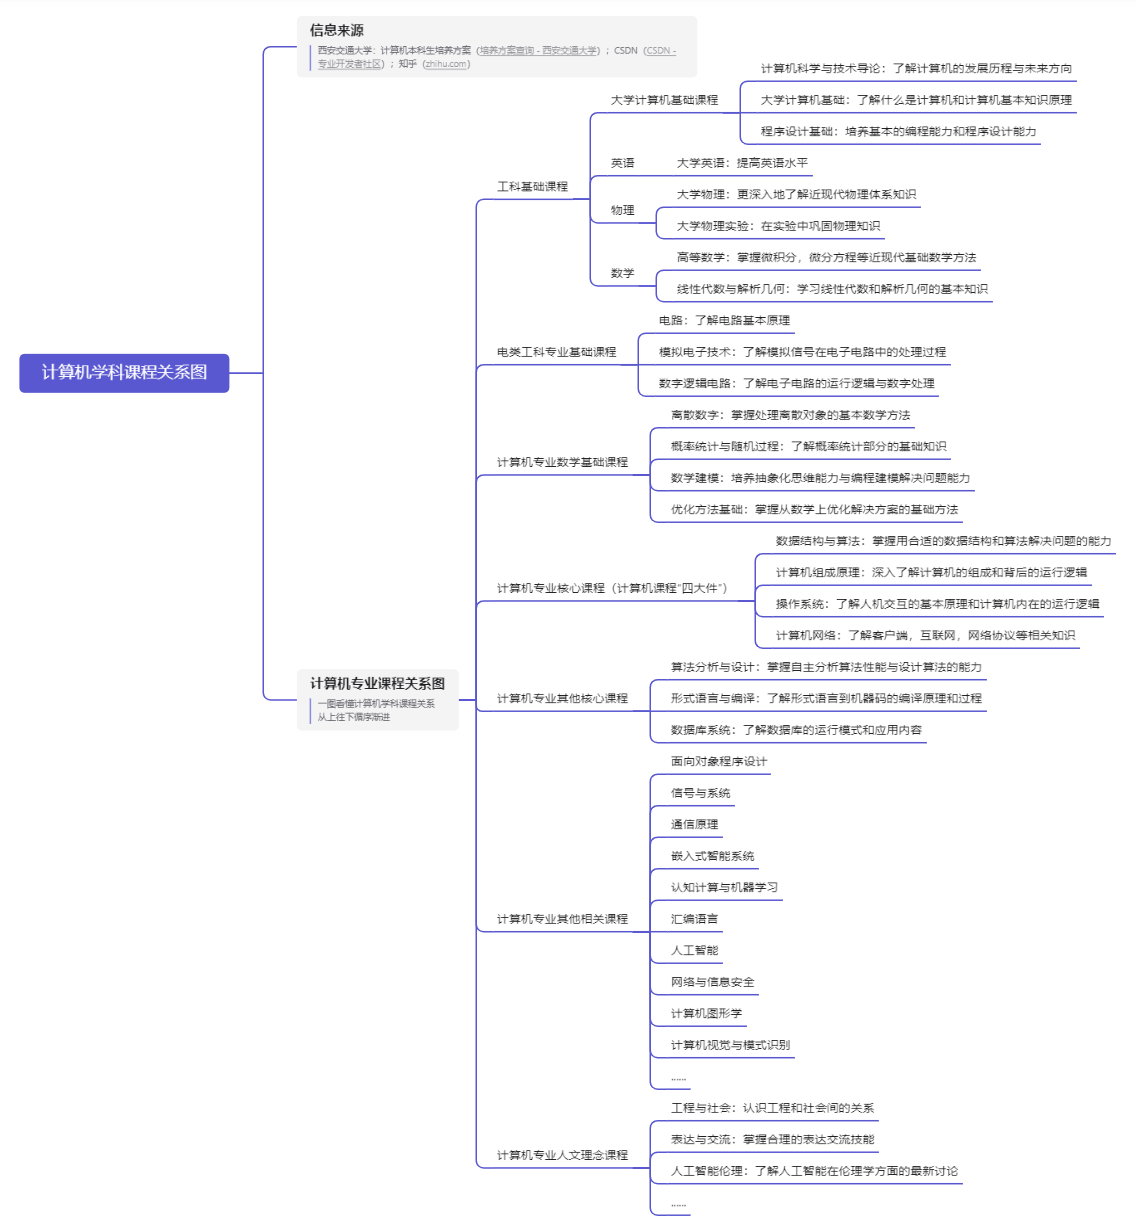 计算机学科课程关系图
信息来源
西安交通大学：计算机本科生培养方案（培养方案查询 - 西安交通大学）；CSDN（CSDN -
专业开发者社区）；知乎（zhihu.com）
计算机专业课程关系图
一图看懂计算机学科课程关系
从上往下循序渐进
工科基础课程
大学计算机基础课程
计算机科学与技术导论：了解计算机的发展历程与未来方向
大学计算机基础：了解什么是计算机和计算机基本知识原理
程序设计基础：培养基本的编程能力和程序设计能力
英语
大学英语：提高英语水平
物理
大学物理：更深入地了解近现代物理体系知识
大学物理实验：在实验中巩固物理知识
数学
高等数学：掌握微积分，微分方程等近现代基础数学方法
线性代数与解析几何：学习线性代数和解析几何的基本知识
电类工科专业基础课程
电路：了解电路基本原理
模拟电子技术：了解模拟信号在电子电路中的处理过程
数字逻辑电路：了解电子电路的运行逻辑与数字处理
计算机专业数学基础课程
离散数字：掌握处理离散对象的基本数学方法
概率统计与随机过程：了解概率统计部分的基础知识
数学建模：培养抽象化思维能力与编程建模解决问题能力
优化方法基础：掌握从数学上优化解决方案的基础方法
计算机专业核心课程（计算机课程“四大件”）
数据结构与算法：掌握用合适的数据结构和算法解决问题的能力
计算机组成原理：深入了解计算机的组成和背后的运行逻辑
操作系统：了解人机交互的基本原理和计算机内在的运行逻辑
计算机网络：了解客户端，互联网，网络协议等相关知识
计算机专业其他核心课程
算法分析与设计：掌握自主分析算法性能与设计算法的能力
形式语言与编译：了解形式语言到机器码的编译原理和过程
数据库系统：了解数据库的运行模式和应用内容
计算机专业其他相关课程
面向对象程序设计
信号与系统
通信原理
嵌入式智能系统
认知计算与机器学习
汇编语言
人工智能
网络与信息安全
计算机图形学
计算机视觉与模式识别
......
计算机专业人文理念课程
工程与社会：认识工程和社会间的关系
表达与交流：掌握合理的表达交流技能
人工智能伦理：了解人工智能在伦理学方面的最新讨论
......